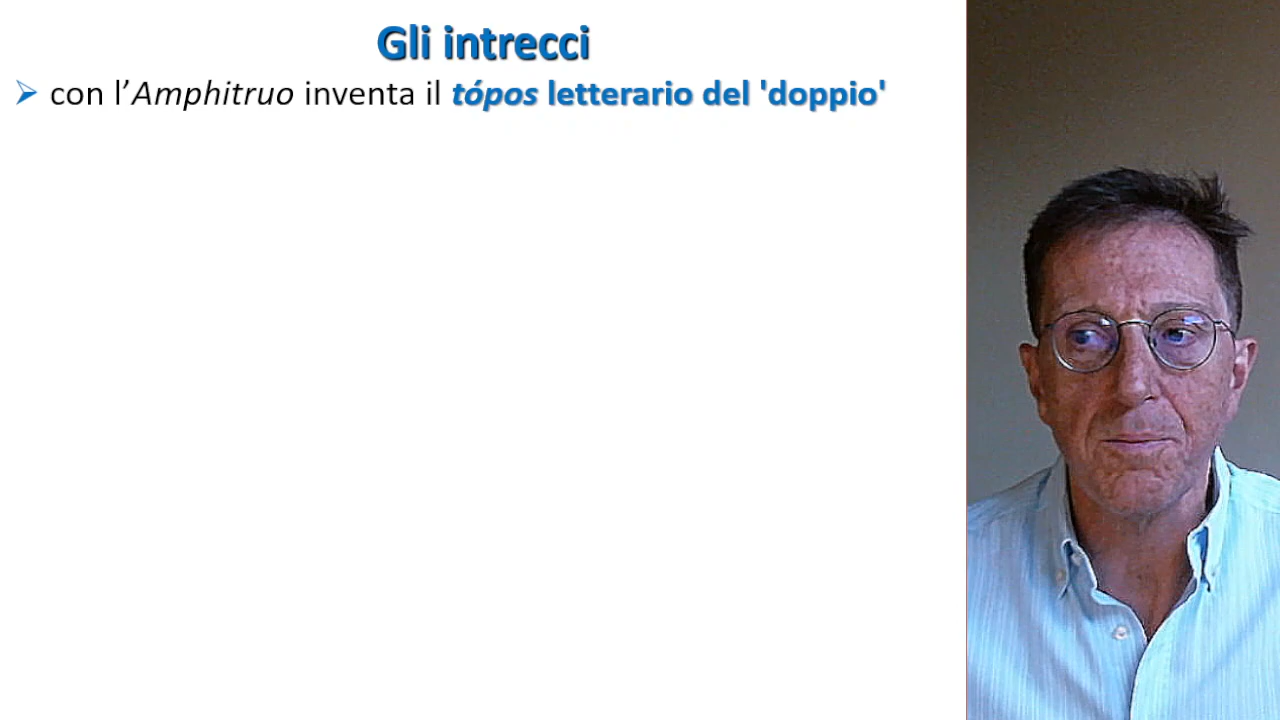 Gli intrecci
➢ con l’Amphitruo inventa il tópos letterario del 'doppio'